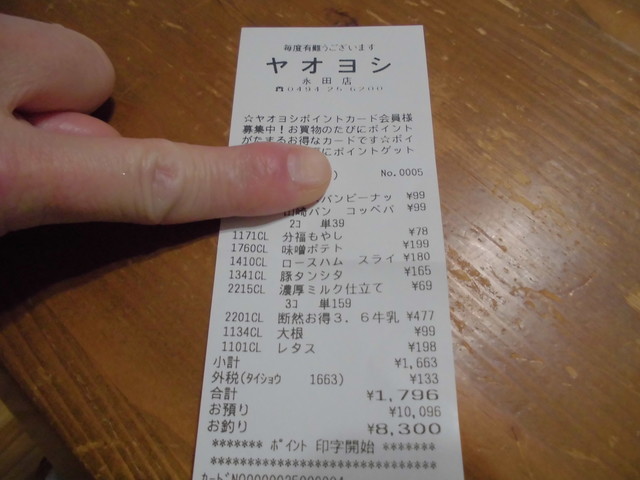 毎度有難うございます
ヤオヨシ
永田店
☎0494-25-6200
☆ヤオヨシポイントカード会員様
募集中!お買物のたびにポイント
がたまるお得なカードです☆ポイ
にポイントゲット
No.0005
パンピーナッ ¥99
山崎パン コッペパ ¥99
2コ 単39
1171CL 分福もやし ¥78
1760CL 味噌ポテト ¥199
1410CL ロースハム スライ ¥180
1341CL 豚タンシタ ¥165
2215CL 濃厚ミルク仕立て ¥69
3コ 単159
2201CL 断然お得3.6牛乳 ¥477
1134CL 大根 ¥99
1101CL レタス ¥198
小計 ¥1,663
外税(タイショウ 1663) ¥133
合計 ¥1,796
お預り ¥10,096
お釣り ¥8,300
******* ポイント 印字開始 *******
******************************